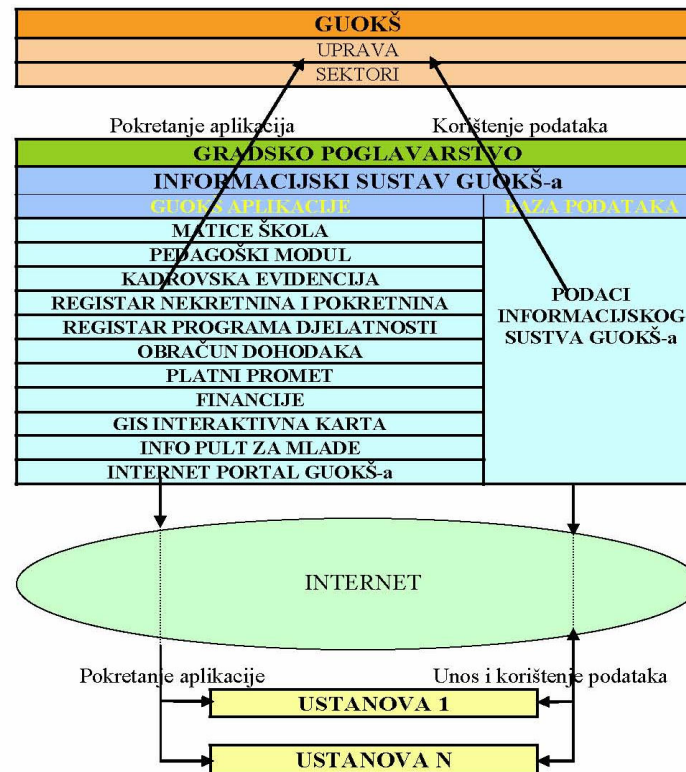 GUOKŠ
UPRAVA
SEKTORI
Pokretanje aplikacija
Korištenje podataka
GRADSKO POGLAVARSTVO
INFORMACIJSKI SUSTAV GUOKŠ-a
GUOKŠ APLIKACIJE
BAZA PODATAKA
MATICE ŠKOLA
PEDAGOŠKI MODUL
KADROVSKA EVIDENCIJA
REGISTAR NEKRETNINA I POKRETNINA
REGISTAR PROGRAMA DJELATNOSTI
OBRAČUN DOHODAKA
PLATNI PROMET
FINANCIJE
GIS INTERAKTIVNA KARTA
INFO PULT ZA MLADE
INTERNET PORTAL GUOKŠ-a
PODACI
INFORMACIJSKOG
SUSTVA GUOKŠ-a
INTERNET
Pokretanje aplikacije
Unos i korištenje podataka
USTANOVA 1
USTANOVA N